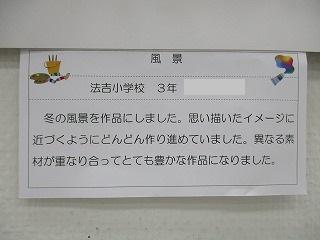 風 景
法吉小学校 3年
冬の風景を作品にしました。思い描いたイメージに
近づくようにどんどん作り進めていました。異なる素
材が重なり合ってとても豊かな作品になりました。